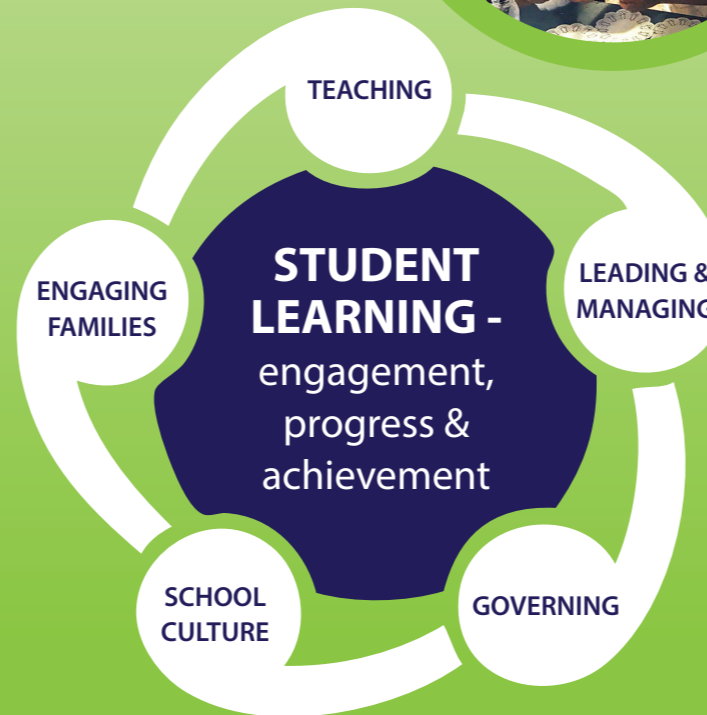 TEACHING
ENGAGING
FAMILIES
STUDENT
LEARNING -
engagement,
progress &
achievement
LEADING &
MANAGING
SCHOOL
CULTURE
GOVERNING